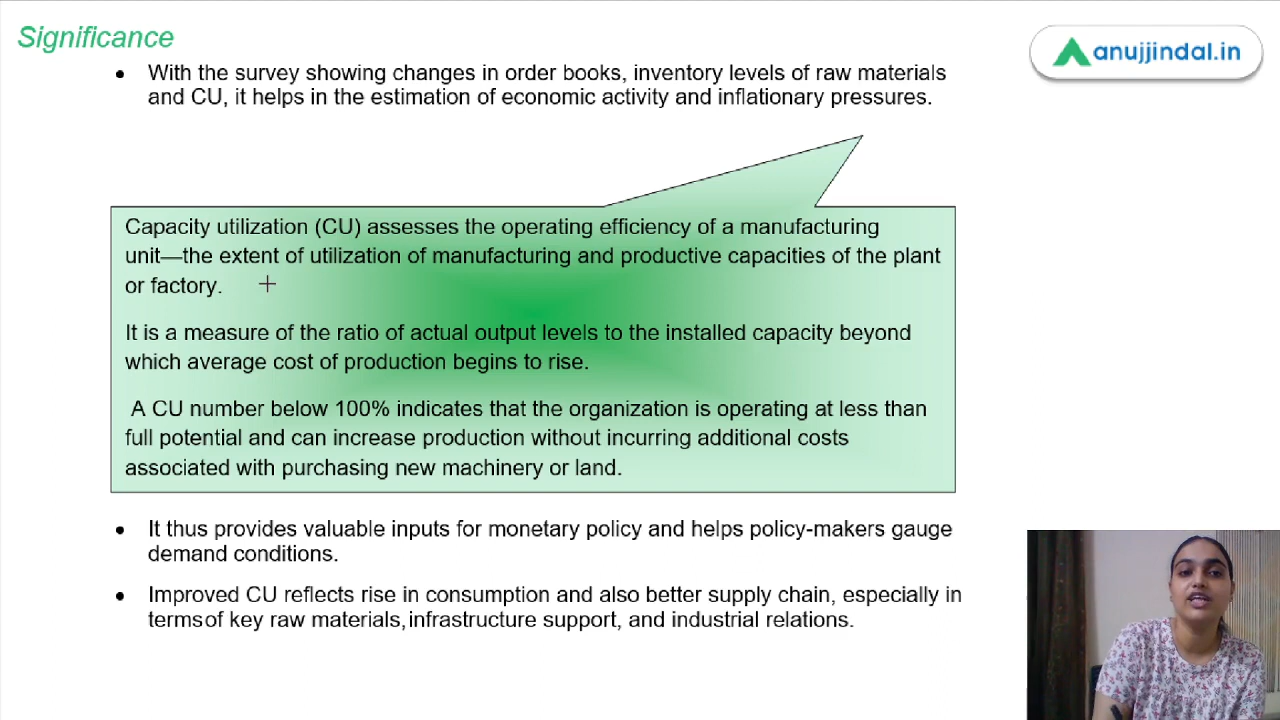 Significance
anujjindal.in
• With the survey showing changes in order books, inventory levels of raw materials
and CU, it helps in the estimation of economic activity and inflationary pressures.
Capacity utilization (CU) assesses the operating efficiency of a manufacturing
unit—the extent of utilization of manufacturing and productive capacities of the plant
or factory.
It is a measure of the ratio of actual output levels to the installed capacity beyond
which average cost of production begins to rise.
A CU number below 100% indicates that the organization is operating at less than
full potential and can increase production without incurring additional costs
associated with purchasing new machinery or land.
• It thus provides valuable inputs for monetary policy and helps policy-makers gauge
demand conditions.
• Improved CU reflects rise in consumption and also better supply chain, especially in
terms of key raw materials, infrastructure support, and industrial relations.